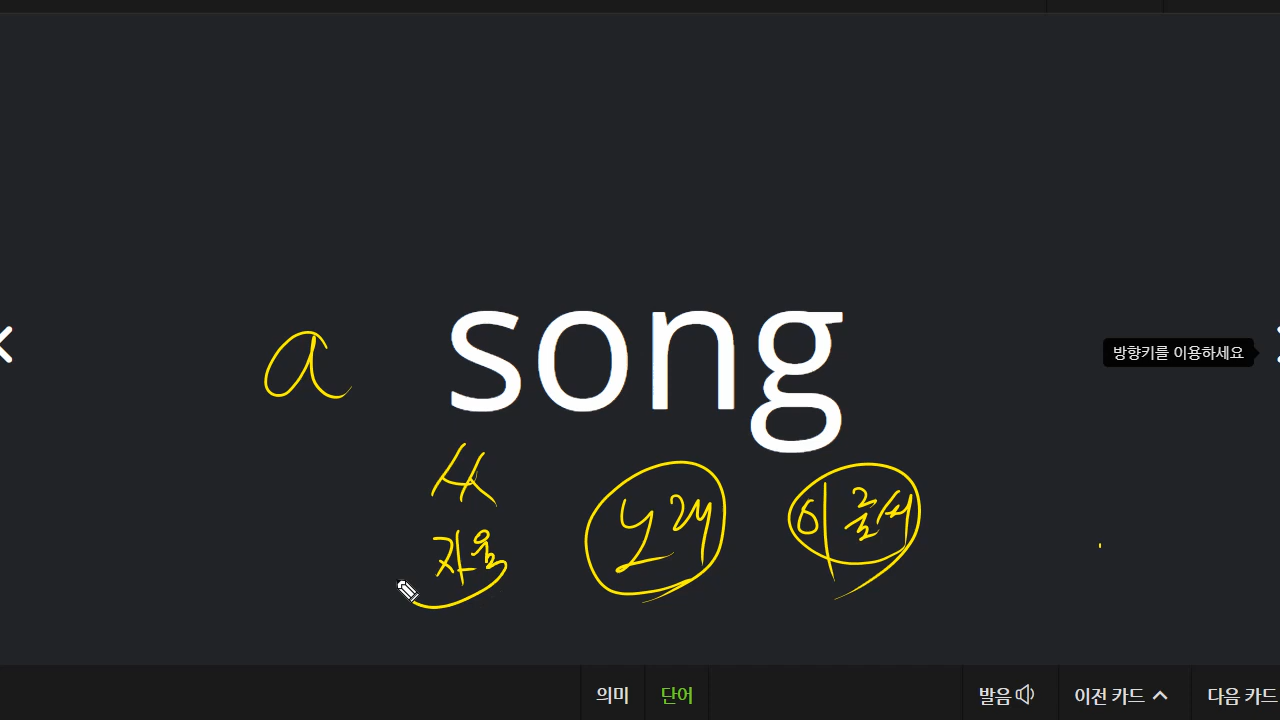 a song
방향키를 이용하세요
ㅆ 노래 이 글씨
자음
의미 단어 발음 이전 카드 다음 카드